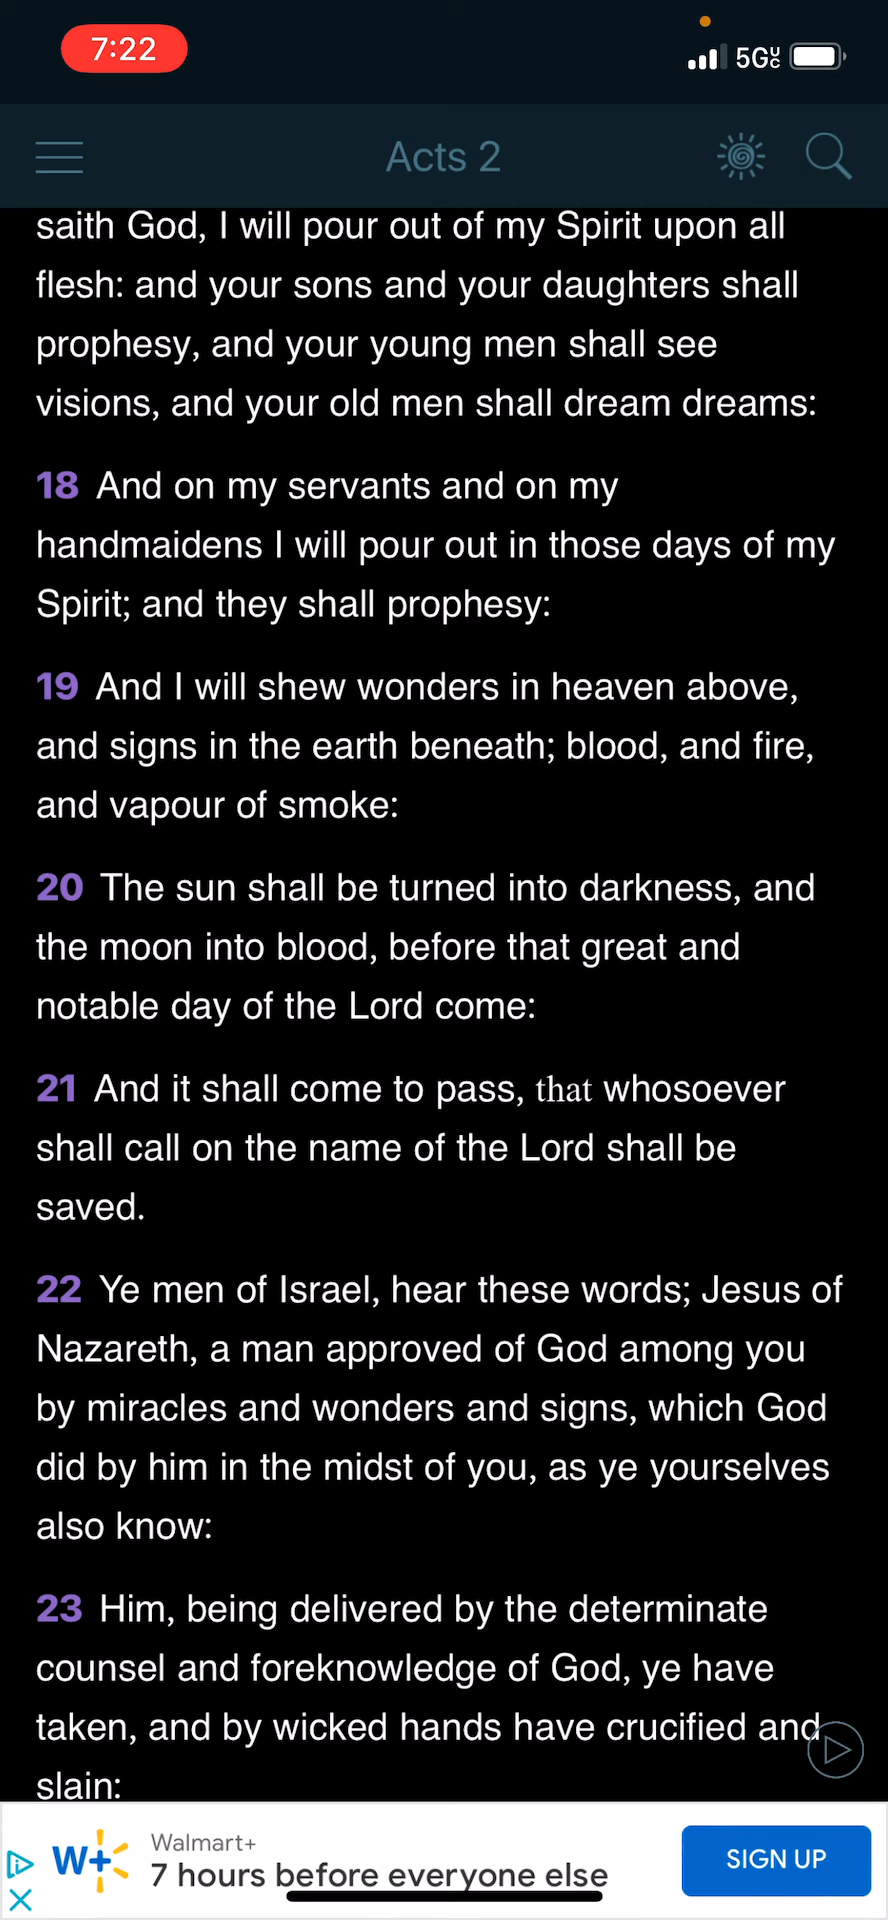 7:22
5G
Acts 2
saith God, I will pour out of my Spirit upon all
flesh: and your sons and your daughters shall
prophesy, and your young men shall see
visions, and your old men shall dream dreams:
18 And on my servants and on my
handmaidens I will pour out in those days of my
Spirit; and they shall prophesy:
19 And I will shew wonders in heaven above,
and signs in the earth beneath; blood, and fire,
and vapour of smoke:
20 The sun shall be turned into darkness, and
the moon into blood, before that great and
notable day of the Lord come:
21 And it shall come to pass, that whosoever
shall call on the name of the Lord shall be
saved.
22 Ye men of Israel, hear these words; Jesus of
Nazareth, a man approved of God among you
by miracles and wonders and signs, which God
did by him in the midst of you, as ye yourselves
also know:
23 Him, being delivered by the determinate
counsel and foreknowledge of God, ye have
taken, and by wicked hands have crucified and
slain:
W+
Walmart+
7 hours before everyone else
SIGN UP